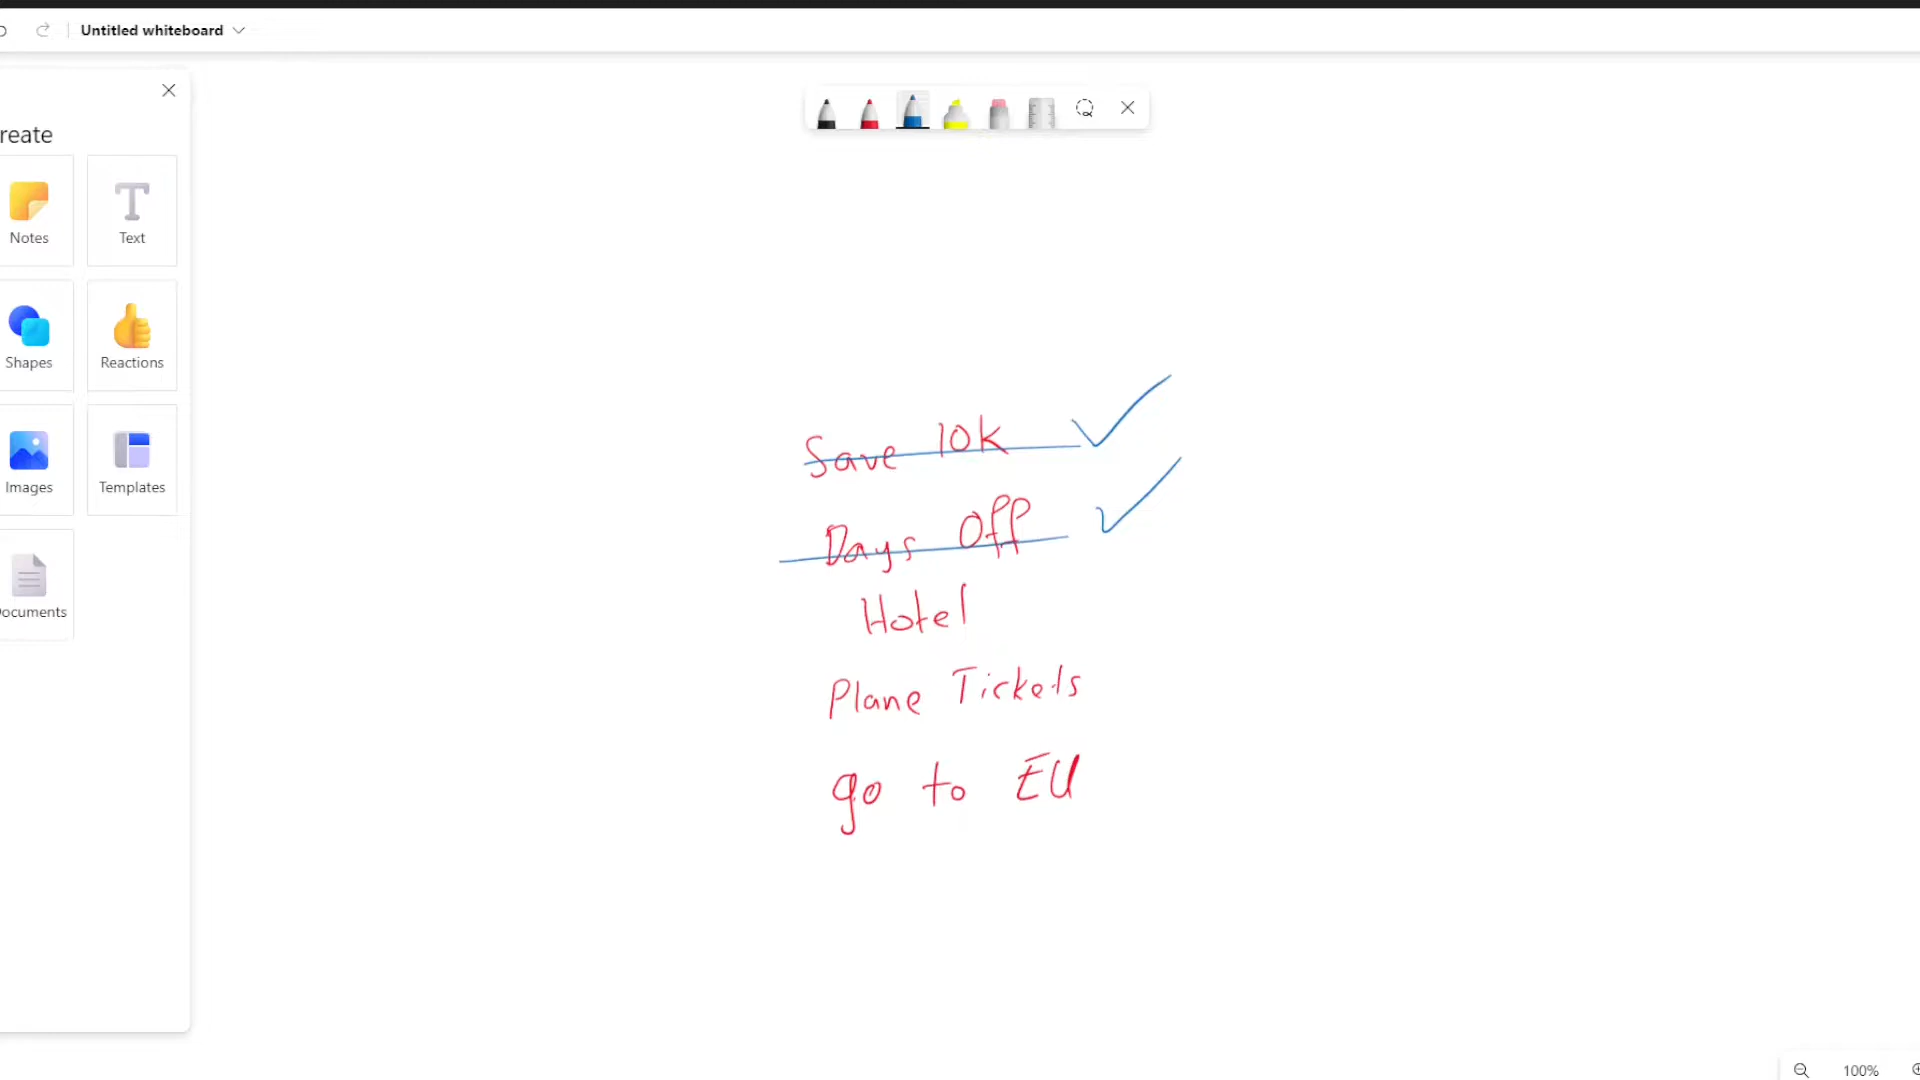 Untitled whiteboard
reate
Notes
Text
Shapes
Reactions
Images
Templates
ocuments
Save 10K
Days Off
Hotel
Plane Tickets
go to EU
100%